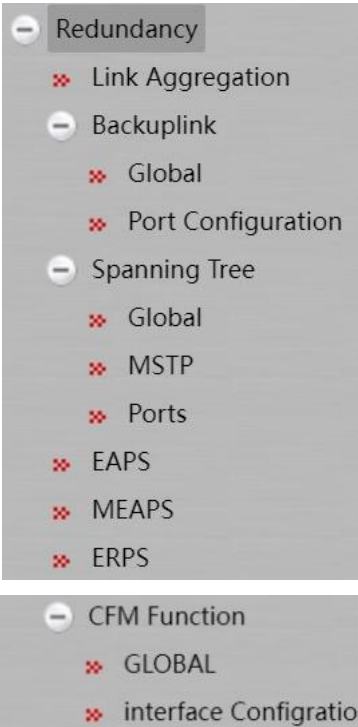 Redundancy
Link Aggregation
Backuplink
Global
Port Configuration
Spanning Tree
Global
MSTP
Ports
EAPS
MEAPS
ERPS
CFM Function
GLOBAL
interface Configratio